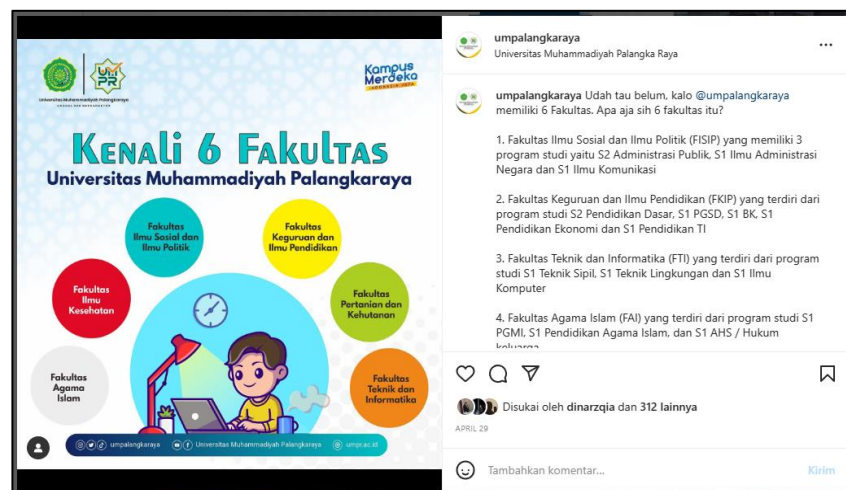 Universitas Muhammadiyah Palangkaraya
UMPR
Kampus
Merdeka
INDONESIA JAYA
KENALI 6 FAKULTAS
Universitas Muhammadiyah Palangkaraya
Fakultas
Ilmu Sosial dan
Ilmu Politik
Fakultas
Keguruan dan
Ilmu Pendidikan
Fakultas
Ilmu
Kesehatan
Fakultas
Pertanian dan
Kehutanan
Fakultas
Agama
Islam
Fakultas
Teknik dan
Informatika
umpalangkaraya
Universitas Muhammadiyah Palangkaraya
umpr.ac.id
umpalangkaraya
Universitas Muhammadiyah Palangka Raya
umpalangkaraya Udah tau belum, kalo @umpalangkaraya
memiliki 6 Fakultas. Apa aja sih 6 fakultas itu?
1. Fakultas Ilmu Sosial dan Ilmu Politik (FISIP) yang memiliki 3
program studi yaitu S2 Administrasi Publik, S1 Ilmu Administrasi
Negara dan S1 Ilmu Komunikasi
2. Fakultas Keguruan dan Ilmu Pendidikan (FKIP) yang terdiri dari
program studi S2 Pendidikan Dasar, S1 PGSD, S1 BK, S1
Pendidikan Ekonomi dan S1 Pendidikan TI
3. Fakultas Teknik dan Informatika (FTI) yang terdiri dari program
studi S1 Teknik Sipil, S1 Teknik Lingkungan dan S1 Ilmu
Komputer
4. Fakultas Agama Islam (FAI) yang terdiri dari program studi S1
PGMI, S1 Pendidikan Agama Islam, dan S1 AHS / Hukum
keluarga
Disukai oleh dinarzqia dan 312 lainnya
APRIL 29
Tambahkan komentar...
Kirim